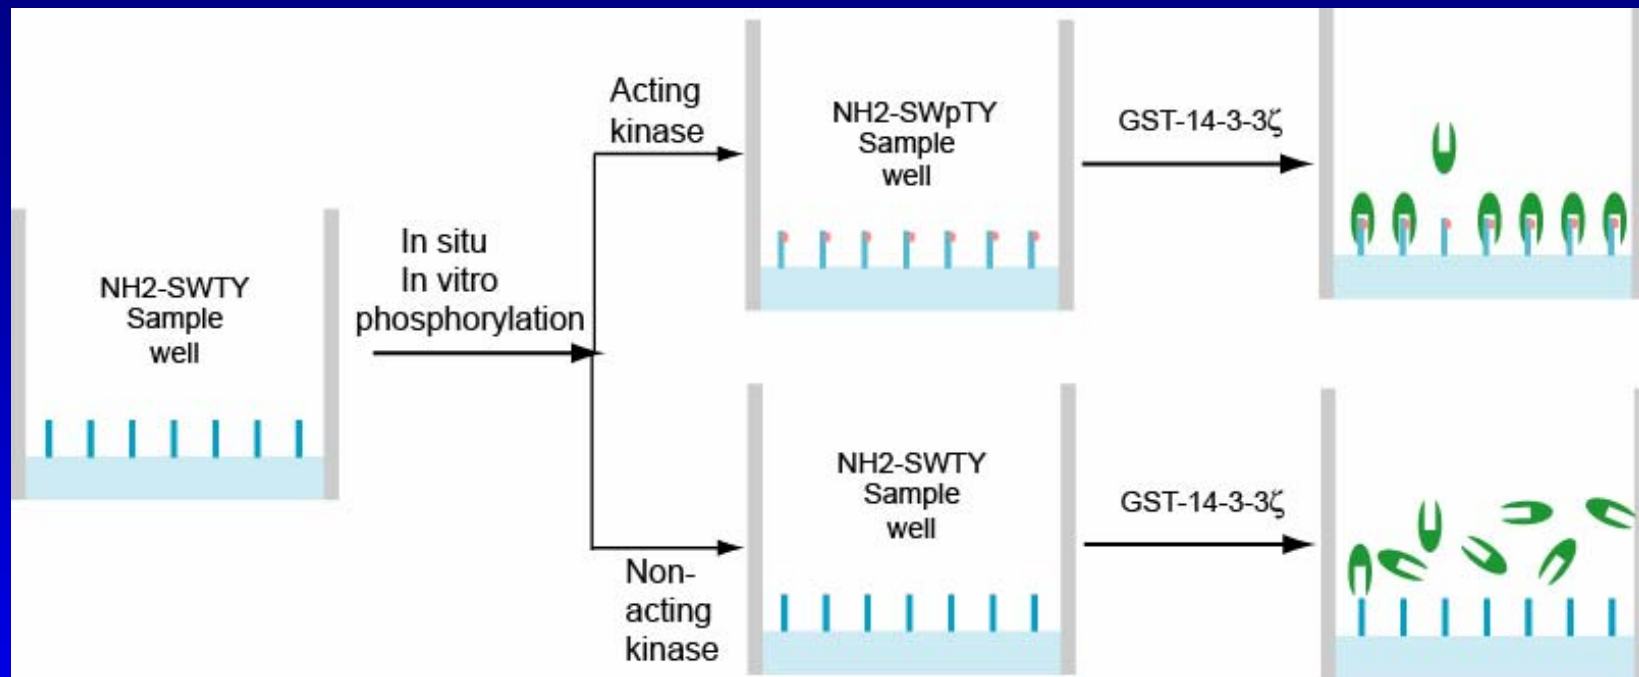 NH2-SWTY
Sample
well
In situ
In vitro
phosphorylation
Acting
kinase
NH2-SWpTY
Sample
well
GST-14-3-3ζ
Non-
acting
kinase
NH2-SWTY
Sample
well
GST-14-3-3ζ